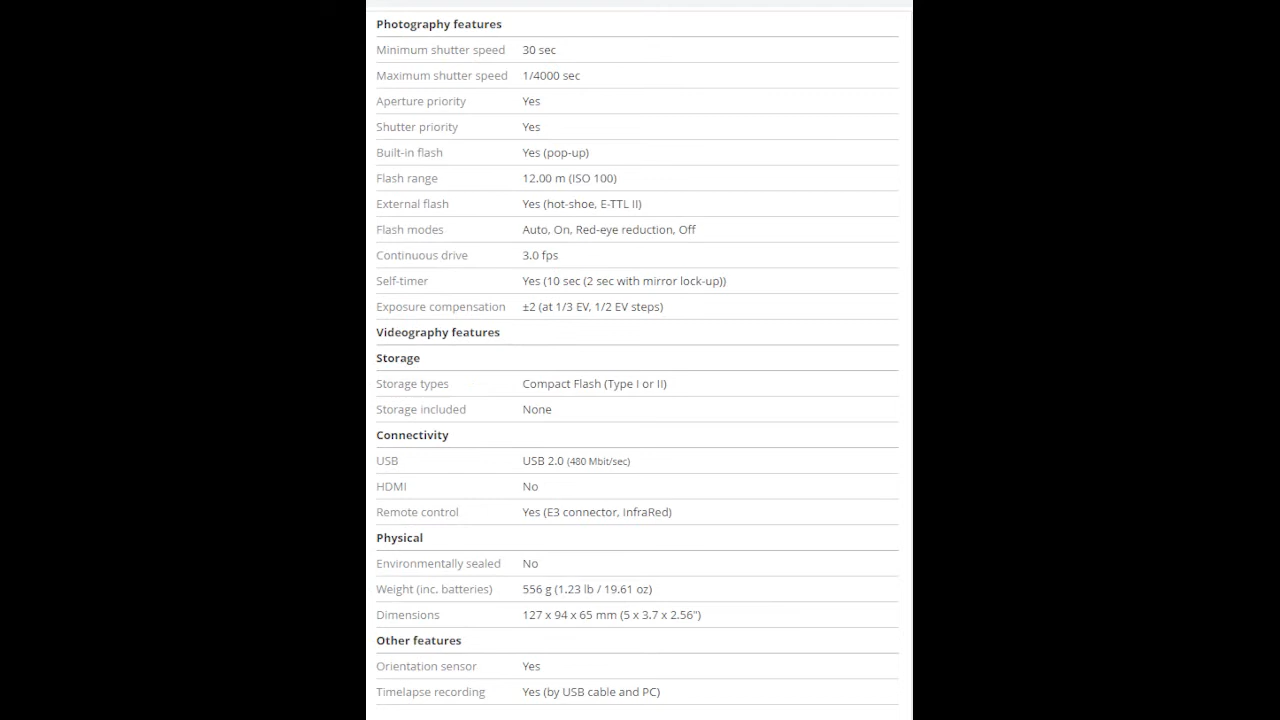 Photography features
Minimum shutter speed 30 sec
Maximum shutter speed 1/4000 sec
Aperture priority Yes
Shutter priority Yes
Built-in flash Yes (pop-up)
Flash range 12.00 m (ISO 100)
External flash Yes (hot-shoe, E-TTL II)
Flash modes Auto, On, Red-eye reduction, Off
Continuous drive 3.0 fps
Self-timer Yes (10 sec (2 sec with mirror lock-up))
Exposure compensation ±2 (at 1/3 EV, 1/2 EV steps)
Videography features
Storage
Storage types Compact Flash (Type I or II)
Storage included None
Connectivity
USB USB 2.0 (480 Mbit/sec)
HDMI No
Remote control Yes (E3 connector, InfraRed)
Physical
Environmentally sealed No
Weight (inc. batteries) 556 g (1.23 lb / 19.61 oz)
Dimensions 127 x 94 x 65 mm (5 x 3.7 x 2.56″)
Other features
Orientation sensor Yes
Timelapse recording Yes (by USB cable and PC)